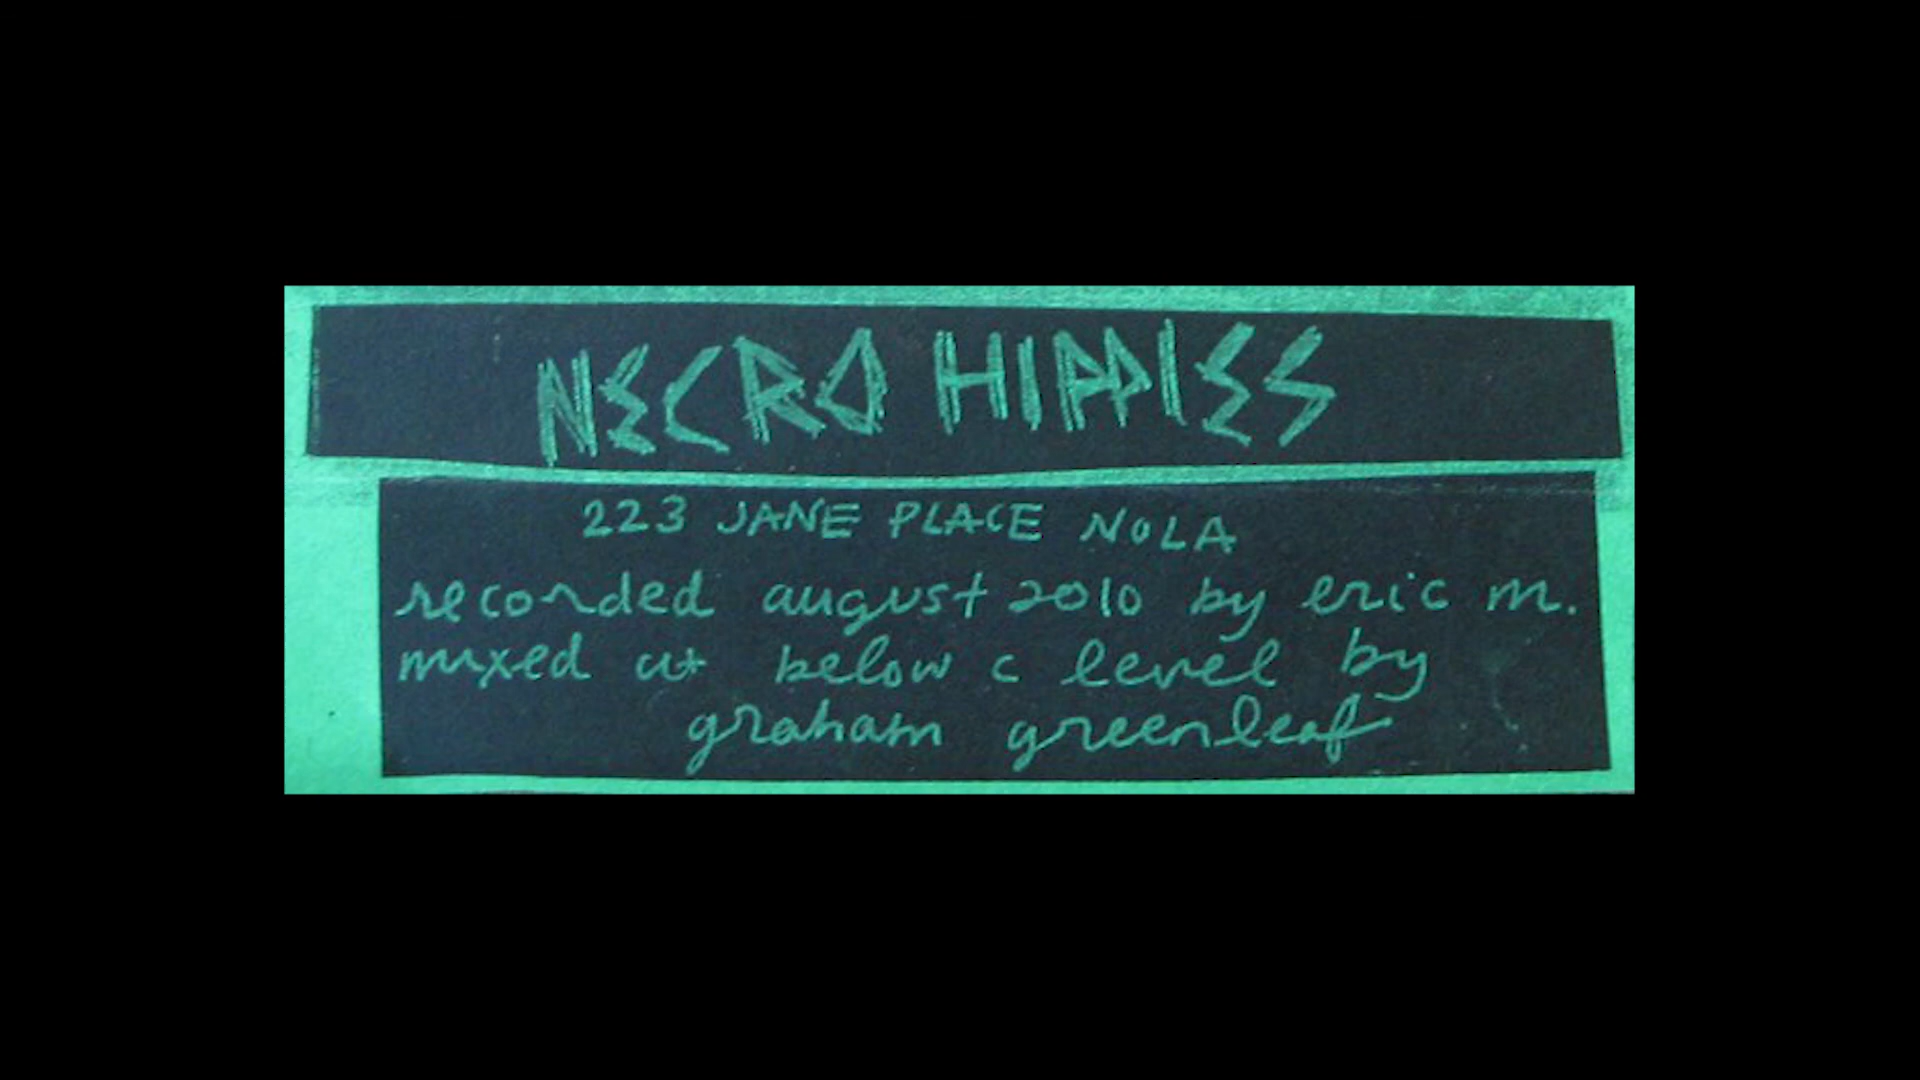 NECRO HIPPIES
223 JANE PLACE NOLA
recorded august 2010 by eric m.
mixed at below c level by
graham greenleaf